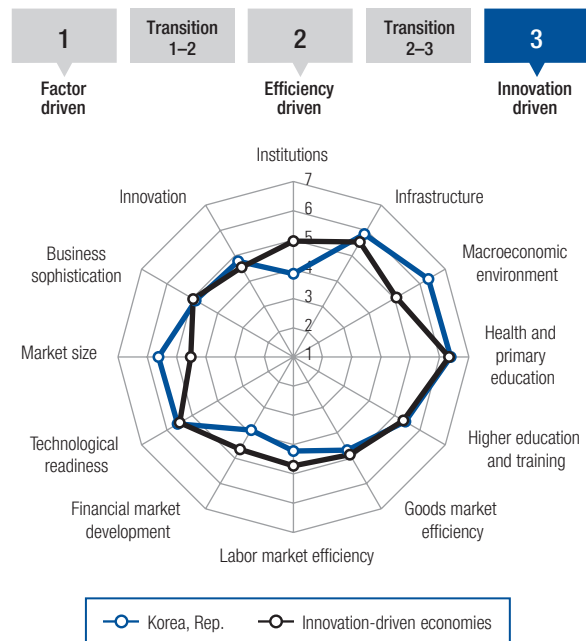 1
Transition
1–2
2
Transition
2–3
3
Factor
driven
Efficiency
driven
Innovation
driven
Institutions
Infrastructure
Macroeconomic
environment
Health and
primary
education
Higher education
and training
Goods market
efficiency
Labor market efficiency
Financial market
development
Technological
readiness
Market size
Business
sophistication
Innovation
7
6
5
4
3
2
1
Korea, Rep.
Innovation-driven economies